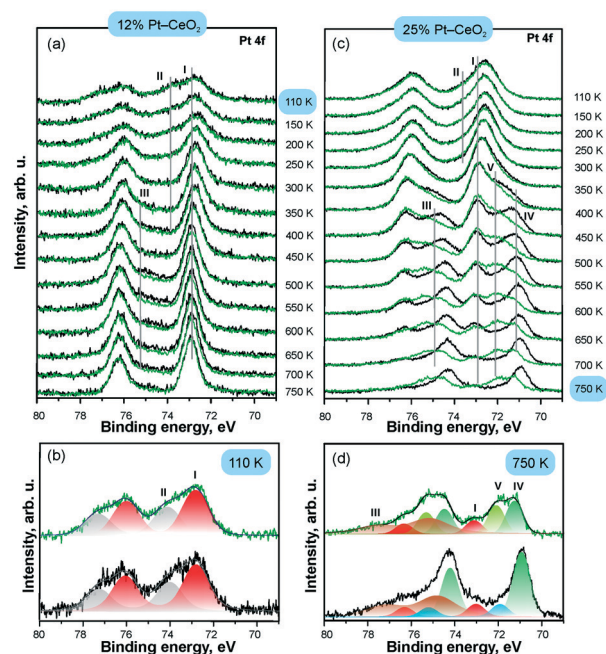 12% Pt–CeO₂
25% Pt–CeO₂
(a)
Pt 4f
I
II
III
110 K
150 K
200 K
250 K
300 K
350 K
400 K
450 K
500 K
550 K
600 K
650 K
700 K
750 K
80 78 76 74 72 70
Binding energy, eV
Intensity, arb. u.
(c)
Pt 4f
I
II
V
III
IV
110 K
150 K
200 K
250 K
300 K
350 K
400 K
450 K
500 K
550 K
600 K
650 K
700 K
750 K
80 78 76 74 72 70
Binding energy, eV
Intensity, arb. u.
(b)
110 K
I
II
80 78 76 74 72 70
Binding energy, eV
Intensity, arb. u.
(d)
750 K
V IV
I
III
80 78 76 74 72 70
Binding energy, eV
Intensity, arb. u.